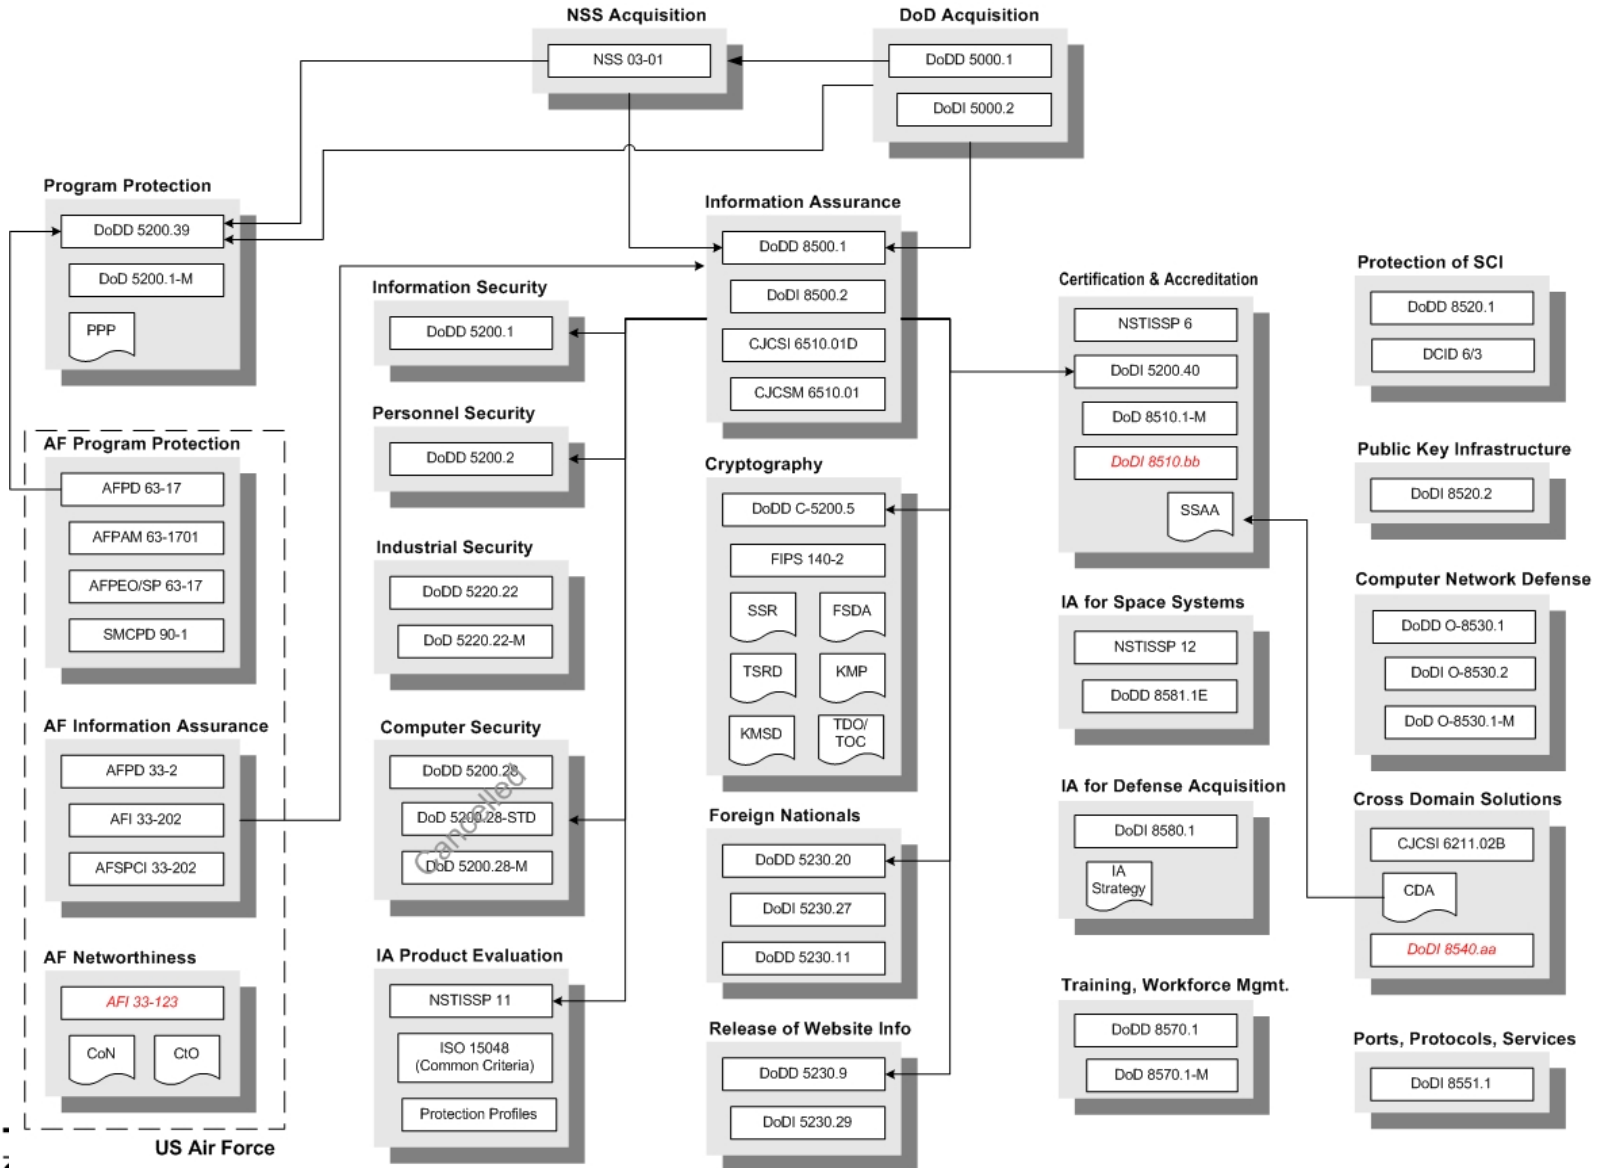 NSS Acquisition
NSS 03-01
DoD Acquisition
DoDD 5000.1
DoDI 5000.2
Program Protection
DoDD 5200.39
DoD 5200.1-M
PPP
AF Program Protection
AFPD 63-17
AFPAM 63-1701
AFPEO/SP 63-17
SMCPD 90-1
AF Information Assurance
AFPD 33-2
AFI 33-202
AFSPCI 33-202
AF Networthiness
AFI 33-123
CoN
CtO
US Air Force
Information Security
DoDD 5200.1
Personnel Security
DoDD 5200.2
Industrial Security
DoDD 5220.22
DoD 5220.22-M
Computer Security
DoDD 5200.28
DoD 5200.28-STD
DoD 5200.28-M
Cancelled
IA Product Evaluation
NSTISSP 11
ISO 15048
(Common Criteria)
Protection Profiles
Information Assurance
DoDD 8500.1
DoDI 8500.2
CJCSI 6510.01D
CJCSM 6510.01
Cryptography
DoDD C-5200.5
FIPS 140-2
SSR
FSDA
TSRD
KMP
KMSD
TDO/
TOC
Foreign Nationals
DoDD 5230.20
DoDI 5230.27
DoDD 5230.11
Release of Website Info
DoDD 5230.9
DoDI 5230.29
Certification & Accreditation
NSTISSP 6
DoDI 5200.40
DoD 8510.1-M
DoDI 8510.bb
SSAA
IA for Space Systems
NSTISSP 12
DoDD 8581.1E
IA for Defense Acquisition
DoDI 8580.1
IA
Strategy
Training, Workforce Mgmt.
DoDD 8570.1
DoD 8570.1-M
Protection of SCI
DoDD 8520.1
DCID 6/3
Public Key Infrastructure
DoDI 8520.2
Computer Network Defense
DoDD O-8530.1
DoDI O-8530.2
DoD O-8530.1-M
Cross Domain Solutions
CJCSI 6211.02B
CDA
DoDI 8540.aa
Ports, Protocols, Services
DoDI 8551.1